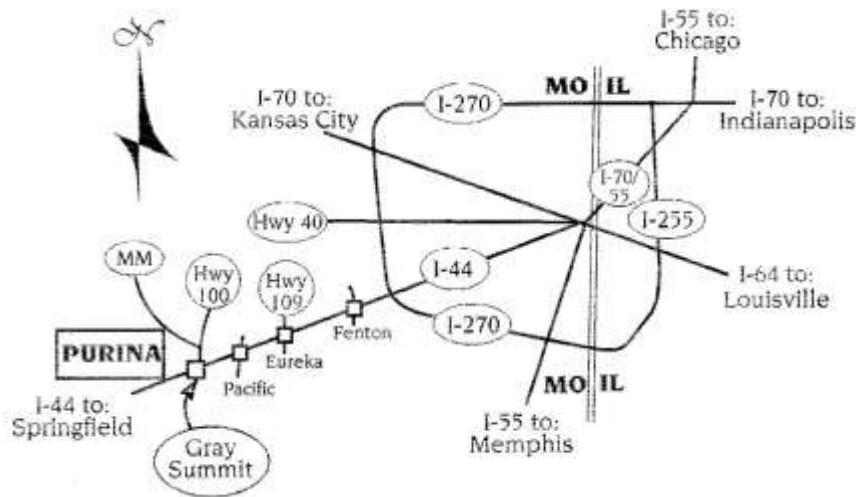 N
I-55 to:
Chicago
MO IL
I-270
I-70 to:
Kansas City
I-70 to:
Indianapolis
I-70/
55
Hwy 40
I-255
MM
Hwy
100
Hwy
109
I-44
I-64 to:
Louisville
PURINA
Fenton
I-270
Eureka
Pacific
MO IL
I-44 to:
Springfield
I-55 to:
Memphis
Gray
Summit